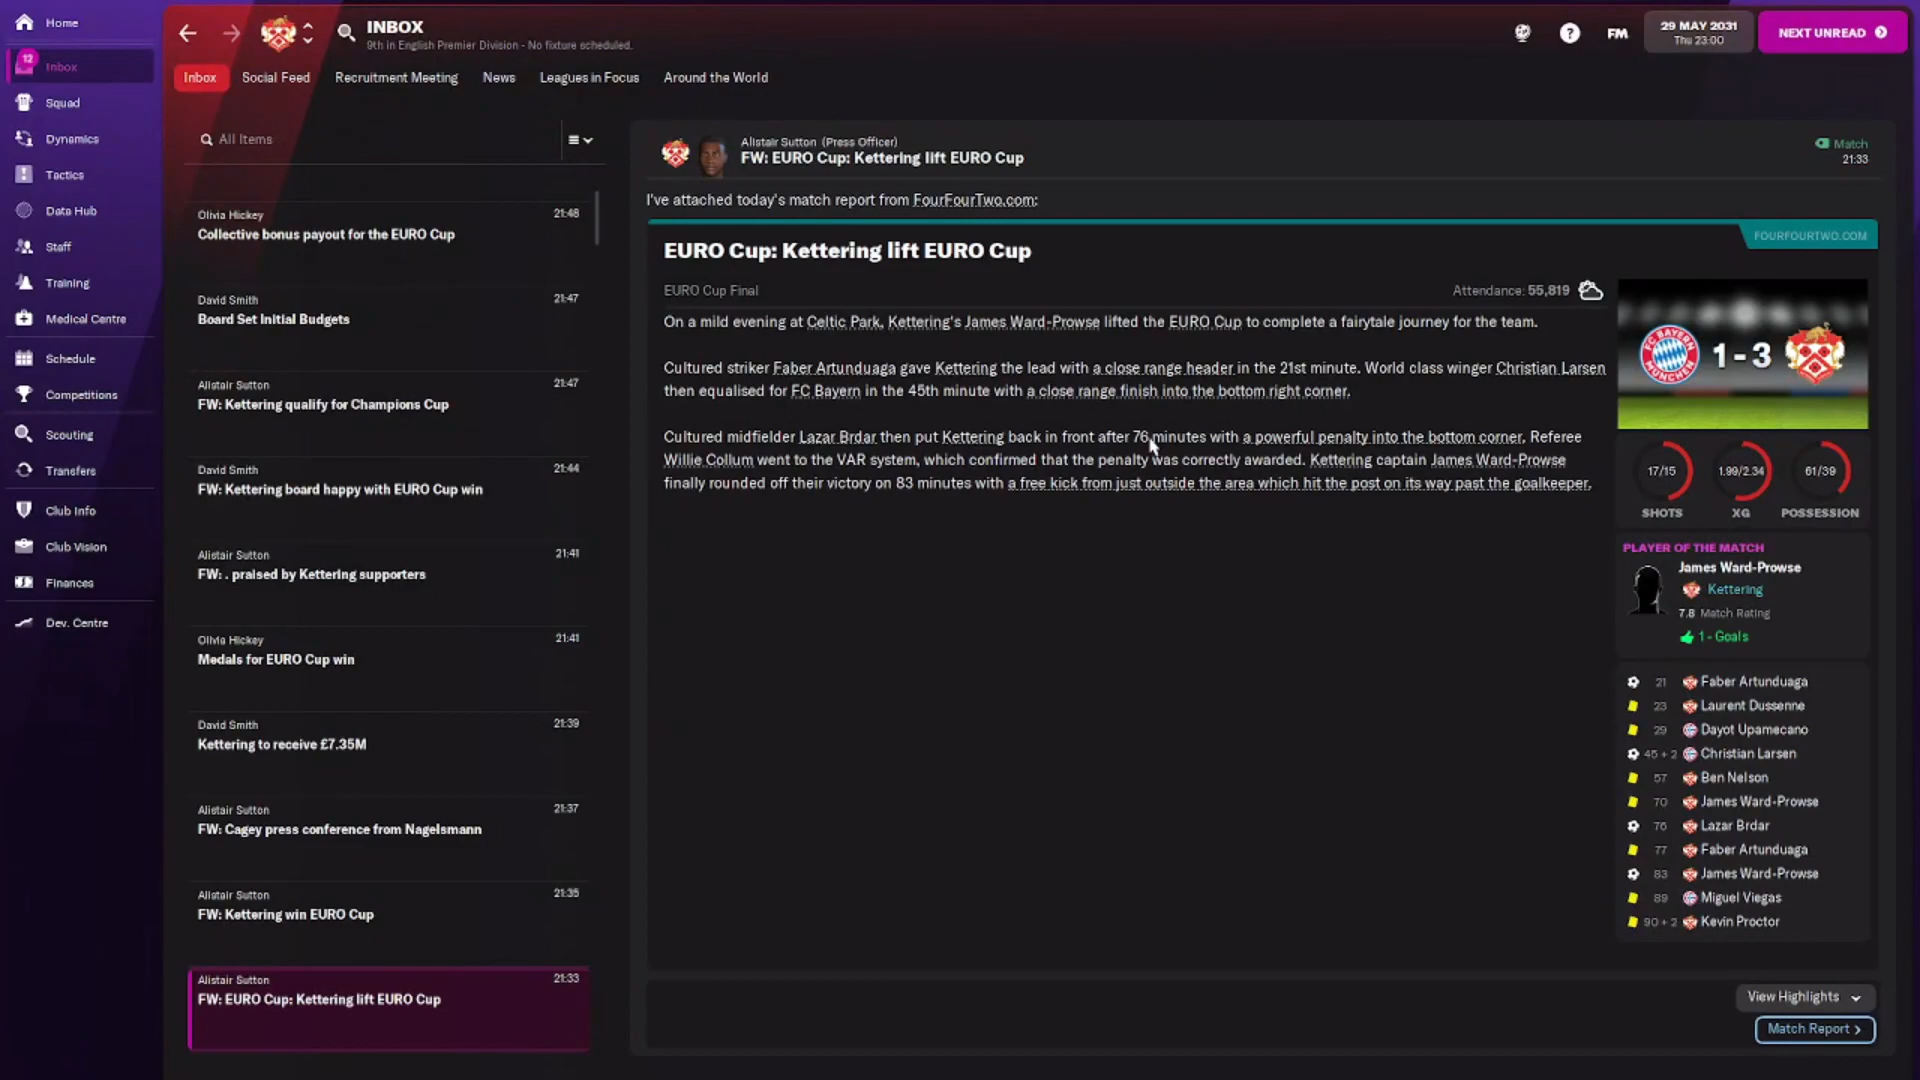 Home
12
Inbox
Squad
Dynamics
Tactics
Data Hub
Staff
Training
Medical Centre
Schedule
Competitions
Scouting
Transfers
Club Info
Club Vision
Finances
Dev. Centre
INBOX
9th in English Premier Division - No fixture scheduled.
?
FM
29 MAY 2031
Thu 23:00
NEXT UNREAD
Inbox
Social Feed
Recruitment Meeting
News
Leagues in Focus
Around the World
All Items
Olivia Hickey
21:48
Collective bonus payout for the EURO Cup
David Smith
21:47
Board Set Initial Budgets
Alistair Sutton
21:47
FW: Kettering qualify for Champions Cup
David Smith
21:44
FW: Kettering board happy with EURO Cup win
Alistair Sutton
21:41
FW: . praised by Kettering supporters
Olivia Hickey
21:41
Medals for EURO Cup win
David Smith
21:39
Kettering to receive £7.35M
Alistair Sutton
21:37
FW: Cagey press conference from Nagelsmann
Alistair Sutton
21:35
FW: Kettering win EURO Cup
Alistair Sutton
21:33
FW: EURO Cup: Kettering lift EURO Cup
Alistair Sutton (Press Officer)
FW: EURO Cup: Kettering lift EURO Cup
Match
21:33
I've attached today's match report from FourFourTwo.com:
FOURFOURTWO.COM
EURO Cup: Kettering lift EURO Cup
EURO Cup Final
Attendance: 55,819
On a mild evening at Celtic Park, Kettering's James Ward-Prowse lifted the EURO Cup to complete a fairytale journey for the team.
Cultured striker Faber Artunduaga gave Kettering the lead with a close range header in the 21st minute. World class winger Christian Larsen
then equalised for FC Bayern in the 45th minute with a close range finish into the bottom right corner.
Cultured midfielder Lazar Brdar then put Kettering back in front after 76 minutes with a powerful penalty into the bottom corner. Referee
Willie Collum went to the VAR system, which confirmed that the penalty was correctly awarded. Kettering captain James Ward-Prowse
finally rounded off their victory on 83 minutes with a free kick from just outside the area which hit the post on its way past the goalkeeper.
1 - 3
17/15
1.99/2.34
61/39
SHOTS
XG
POSSESSION
PLAYER OF THE MATCH
James Ward-Prowse
Kettering
7.8 Match Rating
1 - Goals
21 Faber Artunduaga
23 Laurent Dussenne
29 Dayot Upamecano
45 + 2 Christian Larsen
57 Ben Nelson
70 James Ward-Prowse
76 Lazar Brdar
77 Faber Artunduaga
83 James Ward-Prowse
89 Miguel Viegas
90 + 2 Kevin Proctor
View Highlights
Match Report